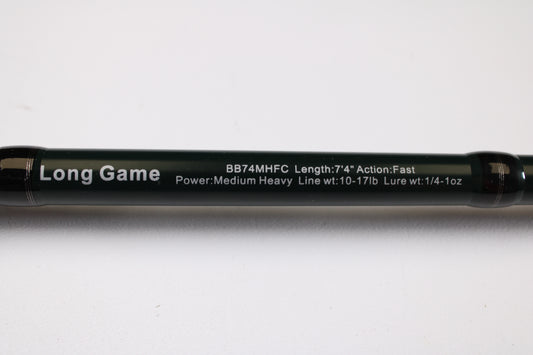 Long Game
BB74MHFC Length:7'4" Action:Fast
Power:Medium Heavy Line wt:10-17lb Lure wt:1/4-1oz